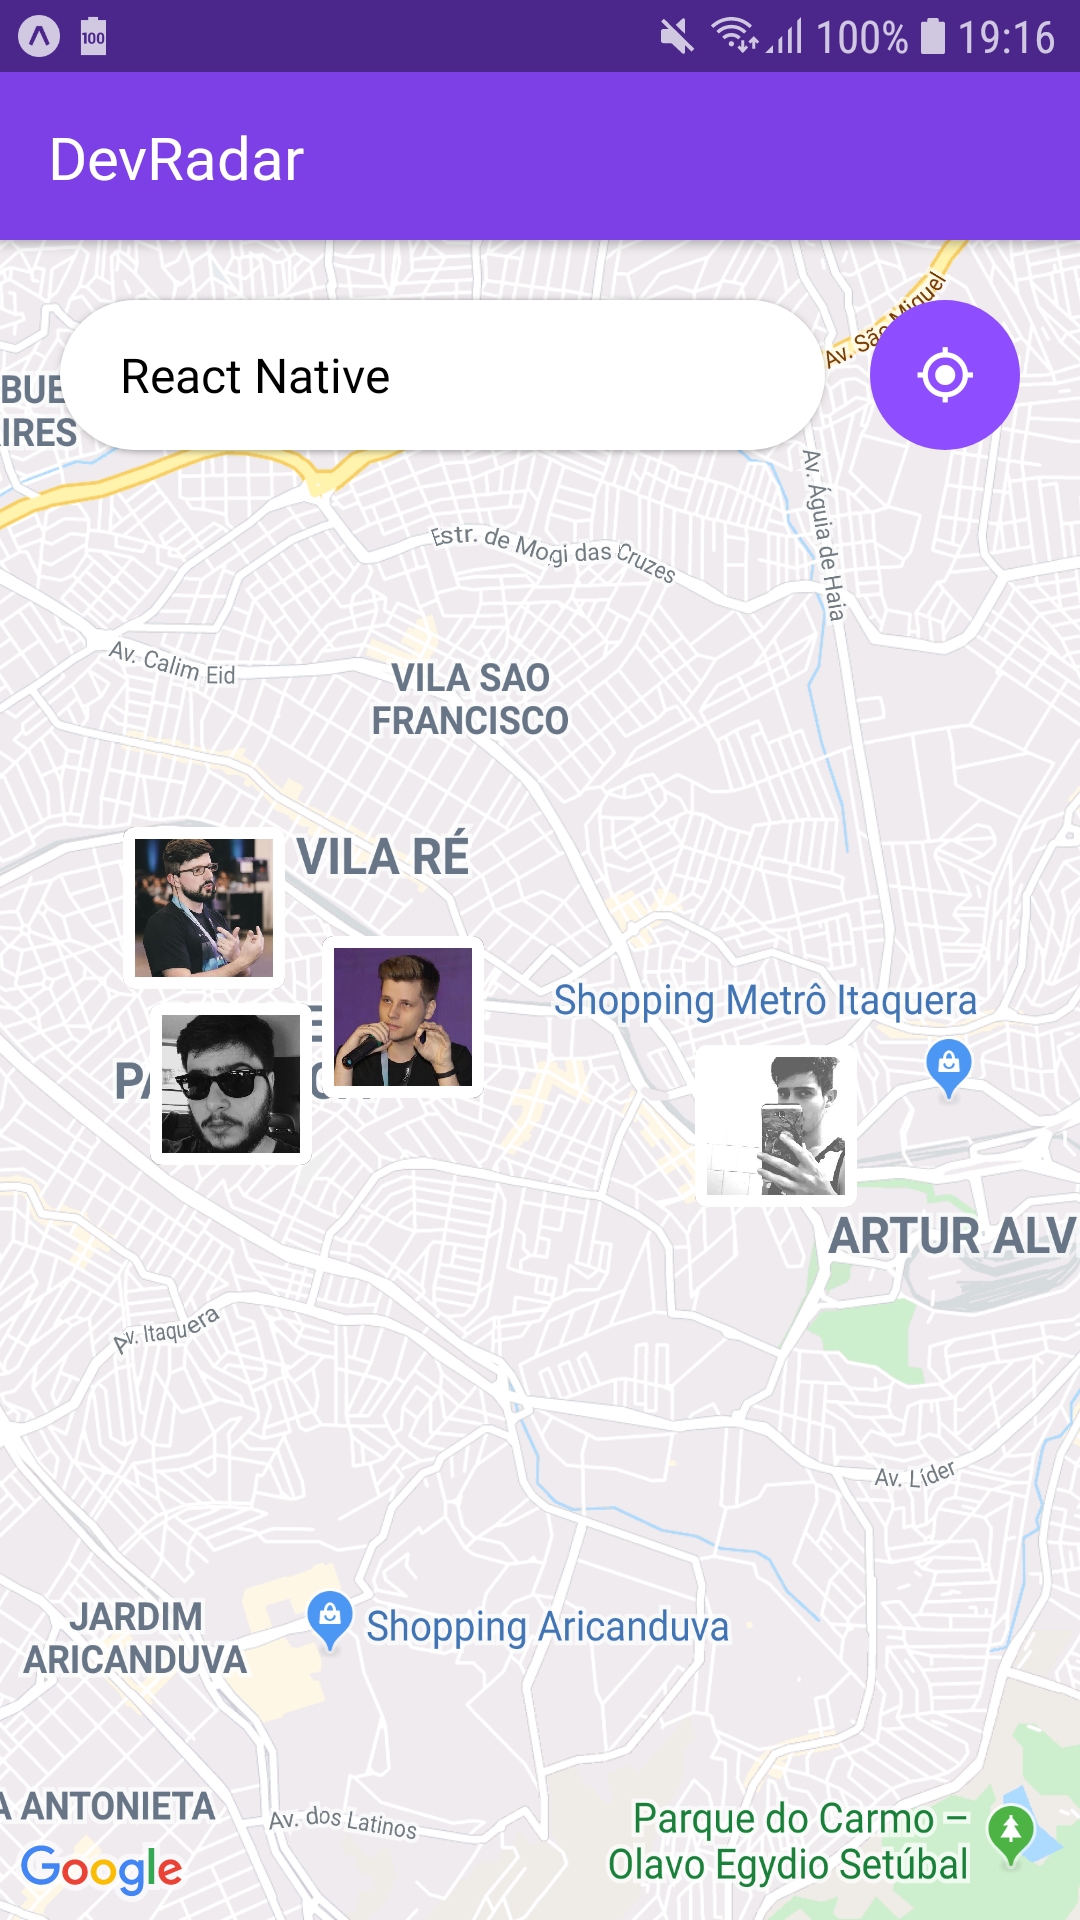 100
100%
19:16
DevRadar
Av. São Miguel
React Native
BUE
IRES
Av. Águia de Haia
Estr. de Mogi das Cruzes
Av. Calim Eid
VILA SAO
FRANCISCO
VILA RÉ
Shopping Metrô Itaquera
ARTUR ALV
Av. Itaquera
Av. Líder
JARDIM
ARICANDUVA
Shopping Aricanduva
A ANTONIETA
Av. dos Latinos
Parque do Carmo –
Olavo Egydio Setúbal
Google